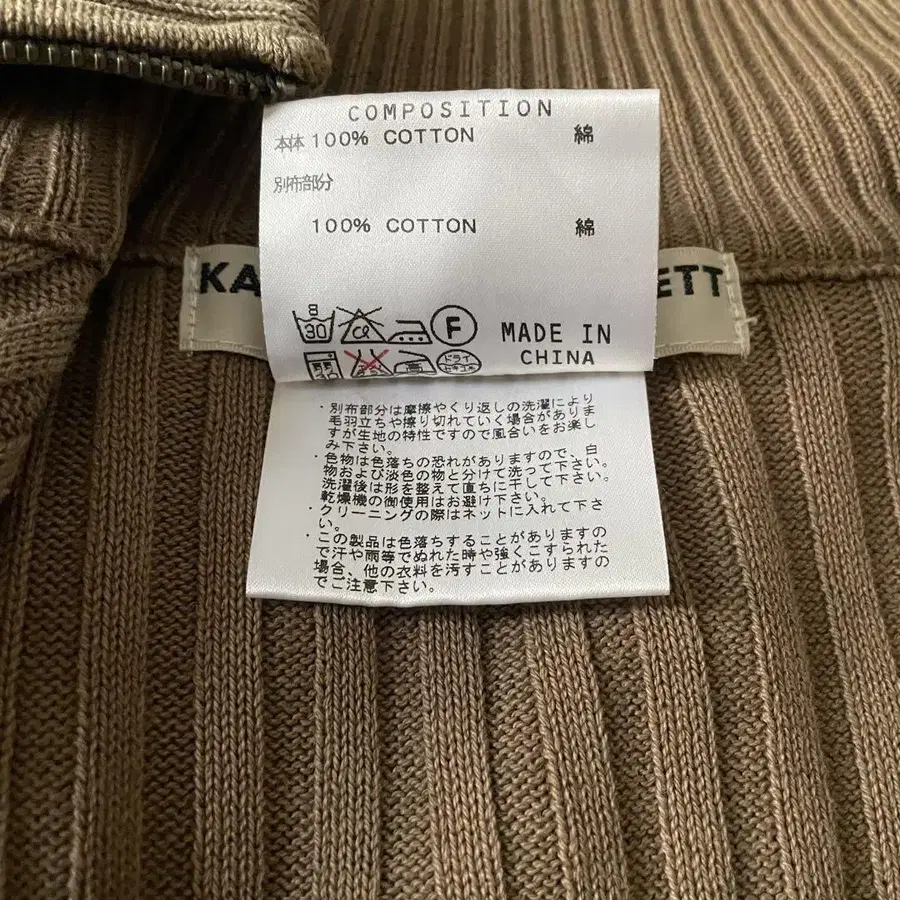 COMPOSITION
本体 100% COTTON 綿
別布部分
100% COTTON 綿
KA ETT
8
30
Cℓ
F
MADE IN
CHINA
高
ドライ
セキユ系
・別布部分は摩擦やくり返しの洗濯により
毛羽立ちや擦り切れていく場合がありま
すが生地の特性ですので風合いをお楽し
み下さい。
・色物は色落ちの恐れがありますので、白
物および淡色の物と分けて洗って下さい。
洗濯後は形を整えて直ちに干して下さい。
乾燥機の御使用はお避け下さい。
・クリーニングの際はネットに入れて下さ
い。
・この製品は色落ちすることがありますの
で汗や雨等でぬれた時や強くこすられた
場合、他の衣料を汚すことがありますの
でご注意下さい。